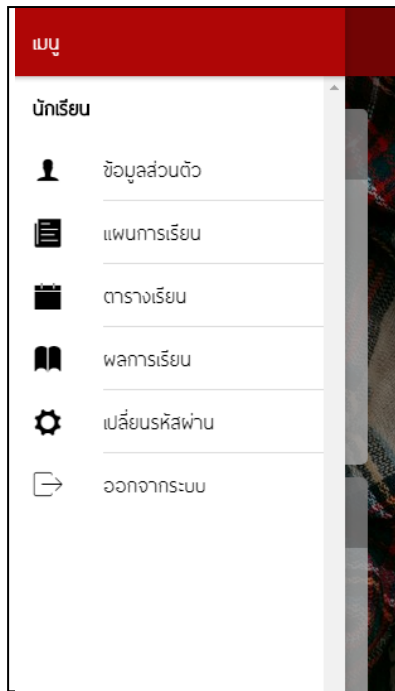 เมนู
นักเรียน
ข้อมูลส่วนตัว
แผนการเรียน
ตารางเรียน
ผลการเรียน
เปลี่ยนรหัสผ่าน
ออกจากระบบ